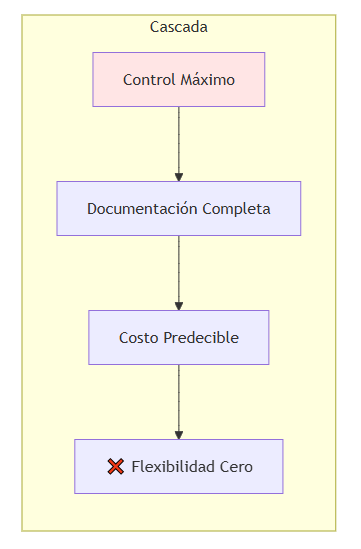 Cascada
Control Máximo
Documentación Completa
Costo Predecible
❌ Flexibilidad Cero